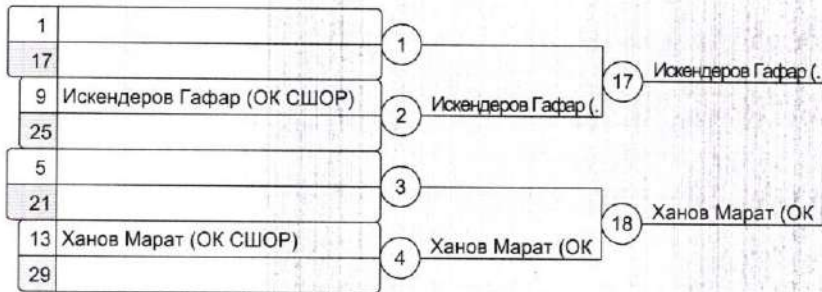 1
1
17
17 Искендеров Гафар (.
9 Искендеров Гафар (ОК СШОР)
2 Искендеров Гафар (.
25
5
3
21
18 Ханов Марат (ОК
13 Ханов Марат (ОК СШОР)
4 Ханов Марат (ОК
29